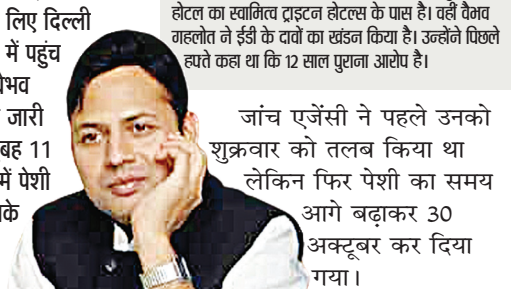 लिए दिल्ली
में पहुंच
जारी
11
में पेशी
के
होटल का स्वामित्व ट्राइटन होटल्स के पास है। वहीं वैभव
गहलोत ने ईडी के दावों का खंडन किया है। उन्होंने पिछले
हफ्ते कहा था कि 12 साल पुराना आरोप है।
जांच एजेंसी ने पहले उनको
शुक्रवार को तलब किया था
लेकिन फिर पेशी का समय
आगे बढ़ाकर 30
अक्टूबर कर दिया
गया।